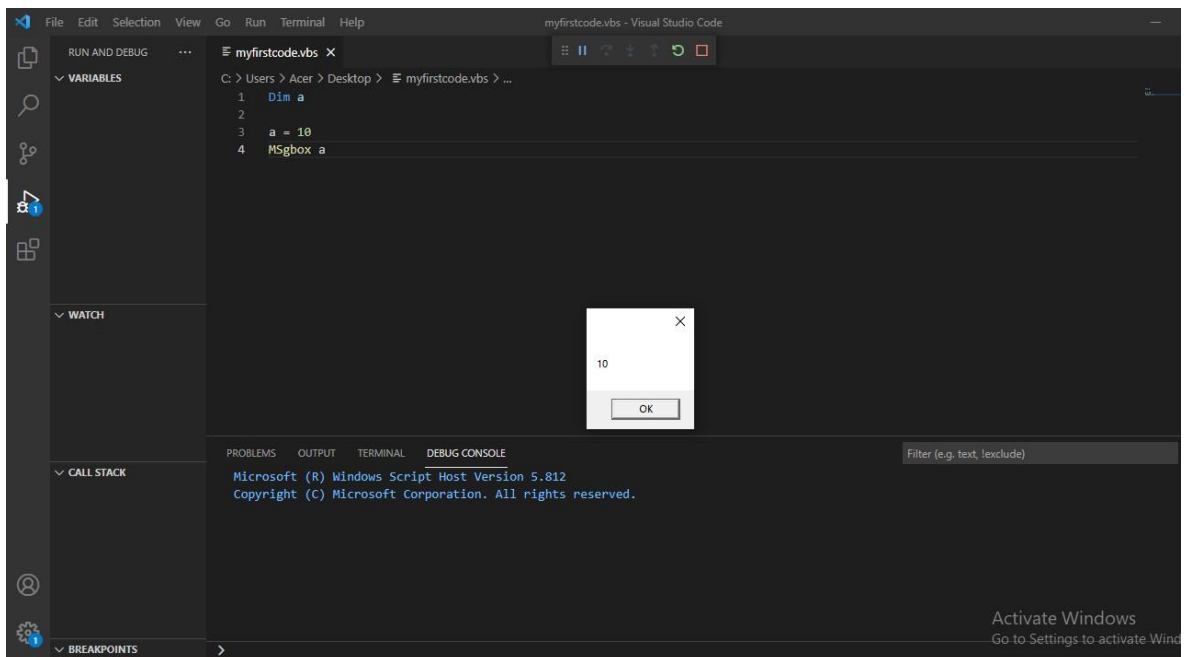 File Edit Selection View Go Run Terminal Help myfirstcode.vbs - Visual Studio Code
RUN AND DEBUG ...
VARIABLES
WATCH
CALL STACK
BREAKPOINTS
myfirstcode.vbs
C: > Users > Acer > Desktop > myfirstcode.vbs > ...
1 Dim a
2
3 a = 10
4 MSgbox a
10
OK
PROBLEMS OUTPUT TERMINAL DEBUG CONSOLE Filter (e.g. text, !exclude)
Microsoft (R) Windows Script Host Version 5.812
Copyright (C) Microsoft Corporation. All rights reserved.
>
1
1
Activate Windows
Go to Settings to activate Wind